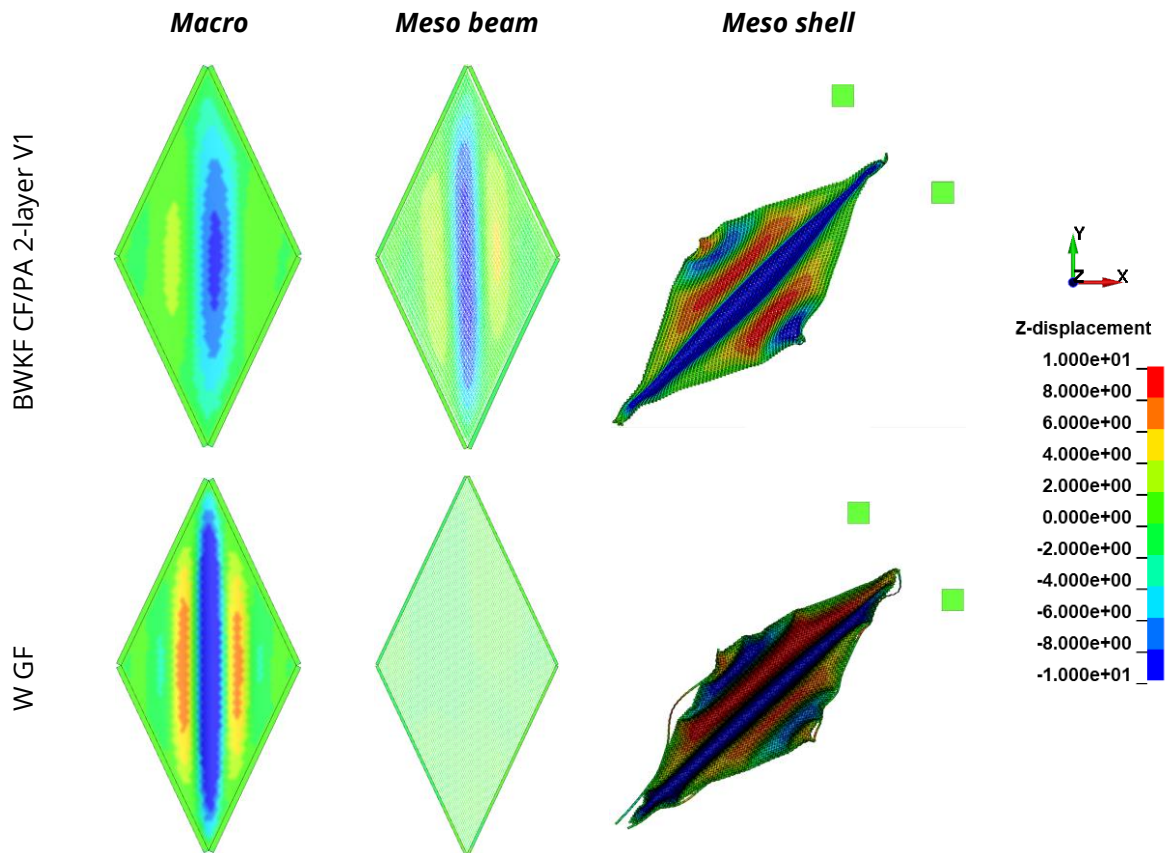 Macro
Meso beam
Meso shell
BWKF CF/PA 2-layer V1
Y
Z
X
Z-displacement
1.000e+01
8.000e+00
6.000e+00
4.000e+00
2.000e+00
0.000e+00
-2.000e+00
-4.000e+00
-6.000e+00
-8.000e+00
-1.000e+01
W GF